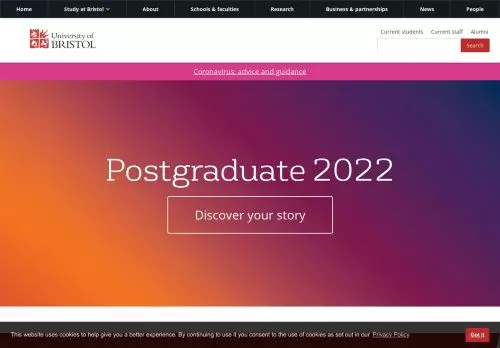 Home Study at Bristol About Schools & faculties Research Business & partnerships News People
University of
BRISTOL
Current students Current staff Alumni
Search
Coronavirus: advice and guidance
Postgraduate 2022
Discover your story
This website uses cookies to help give you a better experience. By continuing to use it you consent to the use of cookies as set out in our Privacy Policy
Got it